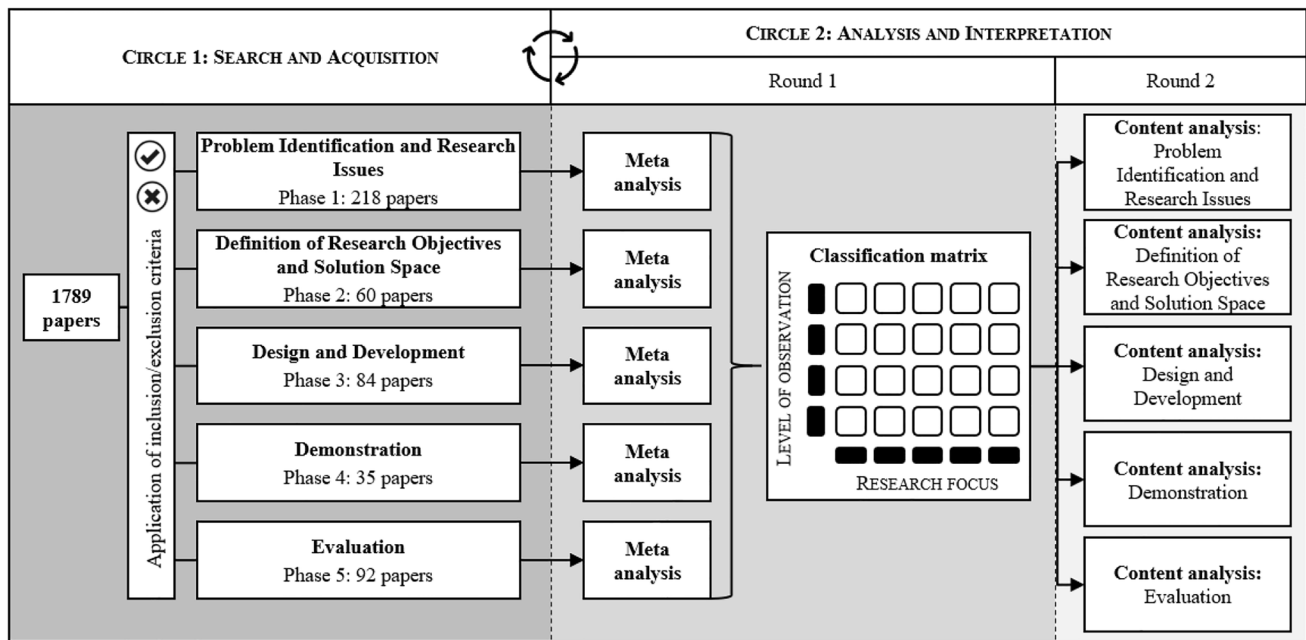 CIRCLE 1: SEARCH AND ACQUISITION
CIRCLE 2: ANALYSIS AND INTERPRETATION
Round 1
Round 2
1789
papers
Application of inclusion/exclusion criteria
Problem Identification and Research
Issues
Phase 1: 218 papers
Definition of Research Objectives
and Solution Space
Phase 2: 60 papers
Design and Development
Phase 3: 84 papers
Demonstration
Phase 4: 35 papers
Evaluation
Phase 5: 92 papers
Meta
analysis
Meta
analysis
Meta
analysis
Meta
analysis
Meta
analysis
Classification matrix
LEVEL OF OBSERVATION
RESEARCH FOCUS
Content analysis:
Problem
Identification and
Research Issues
Content analysis:
Definition of
Research Objectives
and Solution Space
Content analysis:
Design and
Development
Content analysis:
Demonstration
Content analysis:
Evaluation